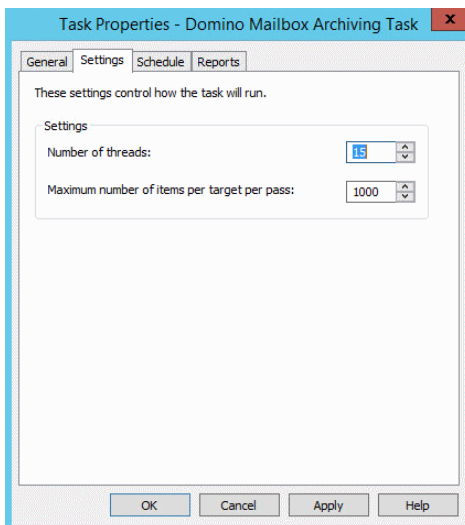 Task Properties - Domino Mailbox Archiving Task
x
General Settings Schedule Reports
These settings control how the task will run.
Settings
Number of threads: 15
Maximum number of items per target per pass: 1000
OK Cancel Apply Help